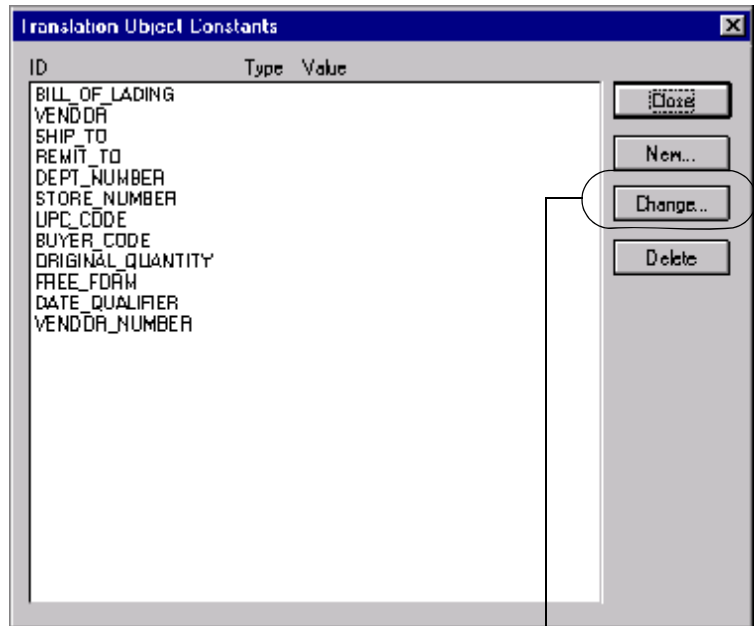 Translation Object Constants
ID Type Value
BILL_OF_LADING
VENDOR
SHIP_TO
REMIT_TO
DEPT_NUMBER
STORE_NUMBER
UPC_CODE
BUYER_CODE
ORIGINAL_QUANTITY
FREE_FORM
DATE_QUALIFIER
VENDOR_NUMBER
Close
New...
Change...
Delete